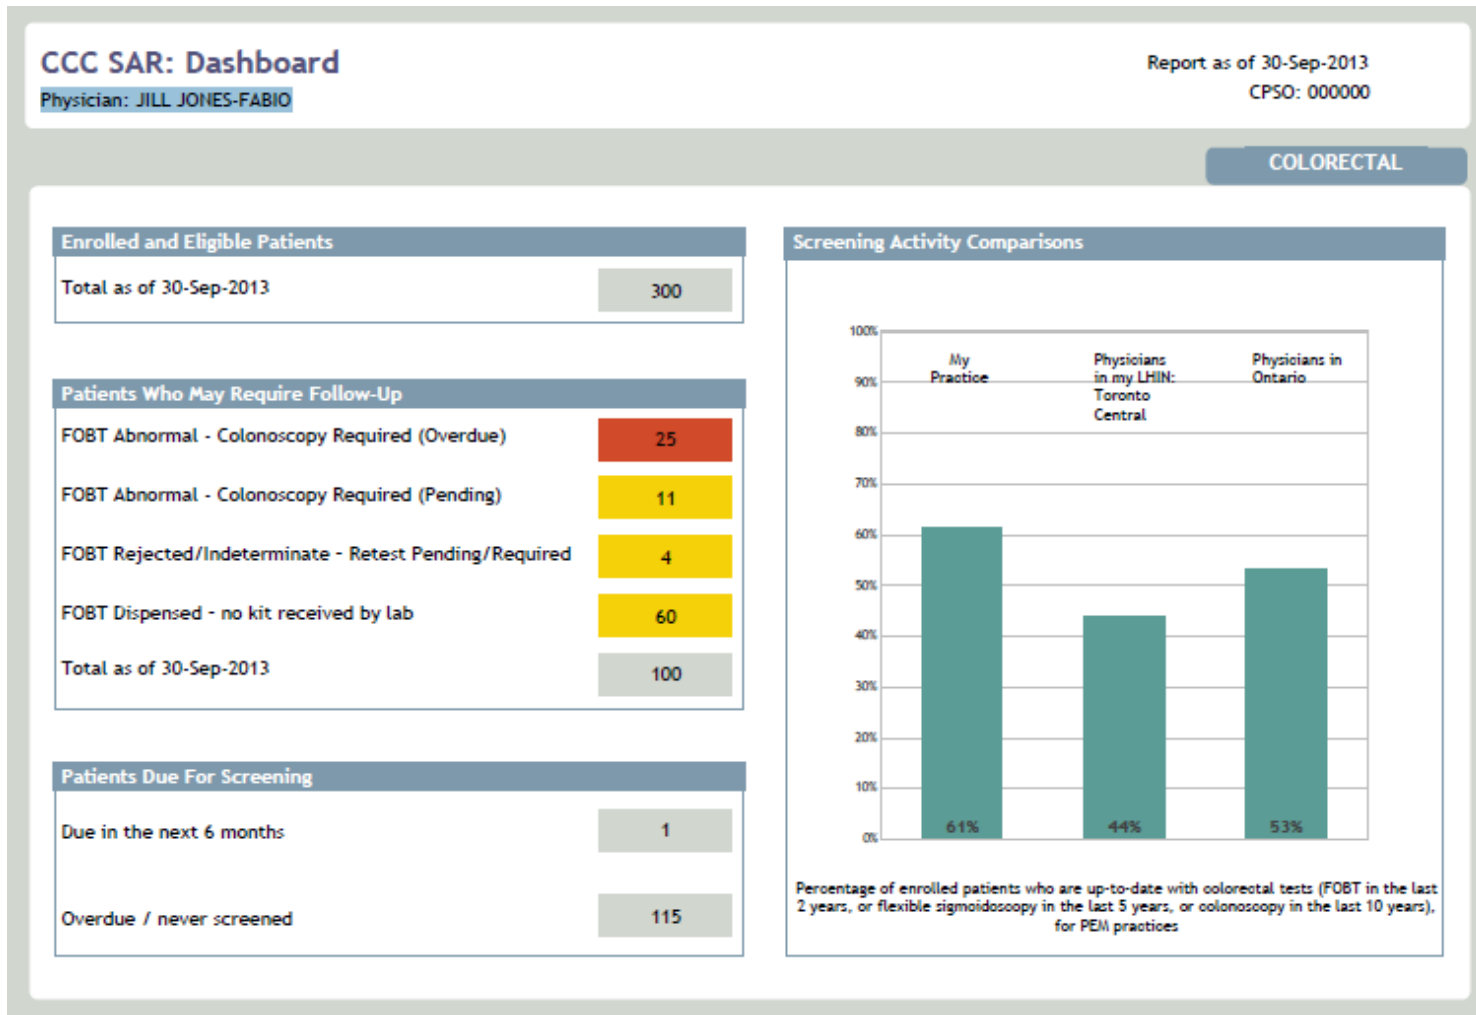 CCC SAR: Dashboard
Physician: JILL JONES-FABIO
Report as of 30-Sep-2013
CPSO: 000000
COLORECTAL
Enrolled and Eligible Patients
Total as of 30-Sep-2013 300
Patients Who May Require Follow-Up
FOBT Abnormal - Colonoscopy Required (Overdue) 25
FOBT Abnormal - Colonoscopy Required (Pending) 11
FOBT Rejected/Indeterminate - Retest Pending/Required 4
FOBT Dispensed - no kit received by lab 60
Total as of 30-Sep-2013 100
Patients Due For Screening
Due in the next 6 months 1
Overdue / never screened 115
Screening Activity Comparisons
100%
90%
80%
70%
60%
50%
40%
30%
20%
10%
0%
My
Practice
Physicians
in my LHIN:
Toronto
Central
Physicians in
Ontario
61% 44% 53%
Percentage of enrolled patients who are up-to-date with colorectal tests (FOBT in the last
2 years, or flexible sigmoidoscopy in the last 5 years, or colonoscopy in the last 10 years),
for PEM practices